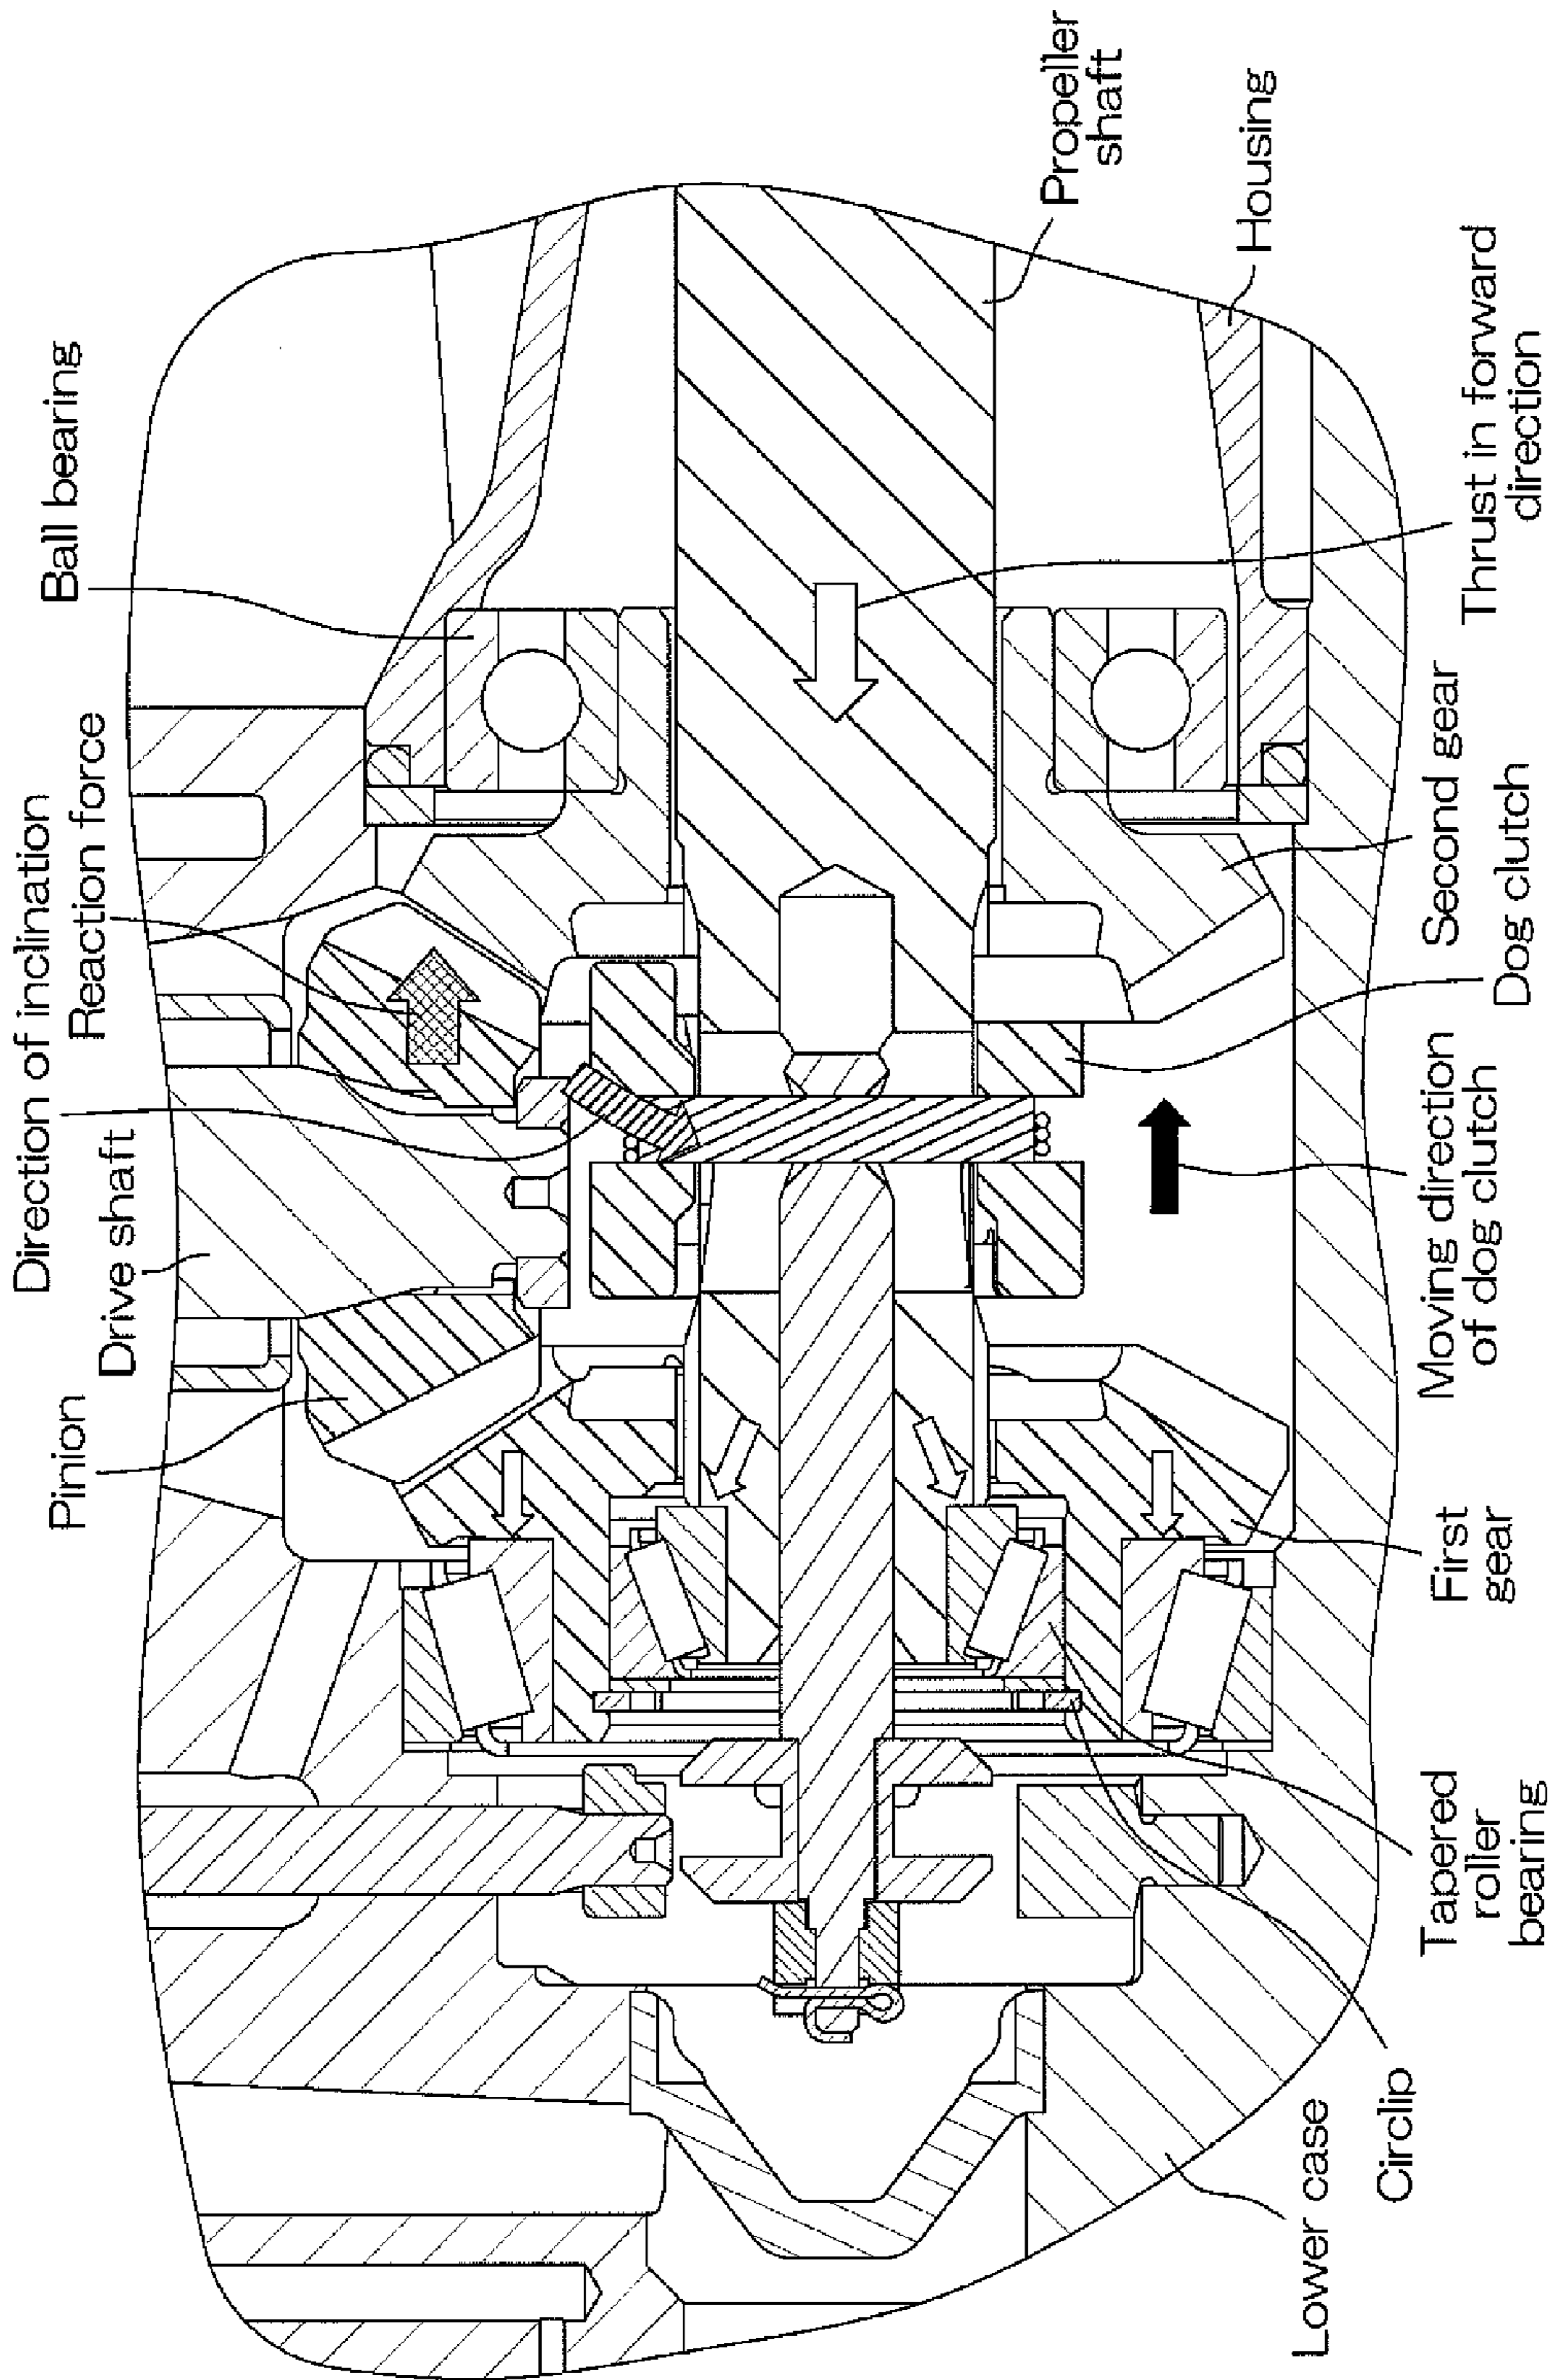 Ball bearing
Direction of inclination
Reaction force
Drive shaft
Pinion
Propeller
shaft
Housing
Thrust in forward
direction
Second gear
Dog clutch
Moving direction
of dog clutch
First
gear
Tapered
roller
bearing
Circlip
Lower case